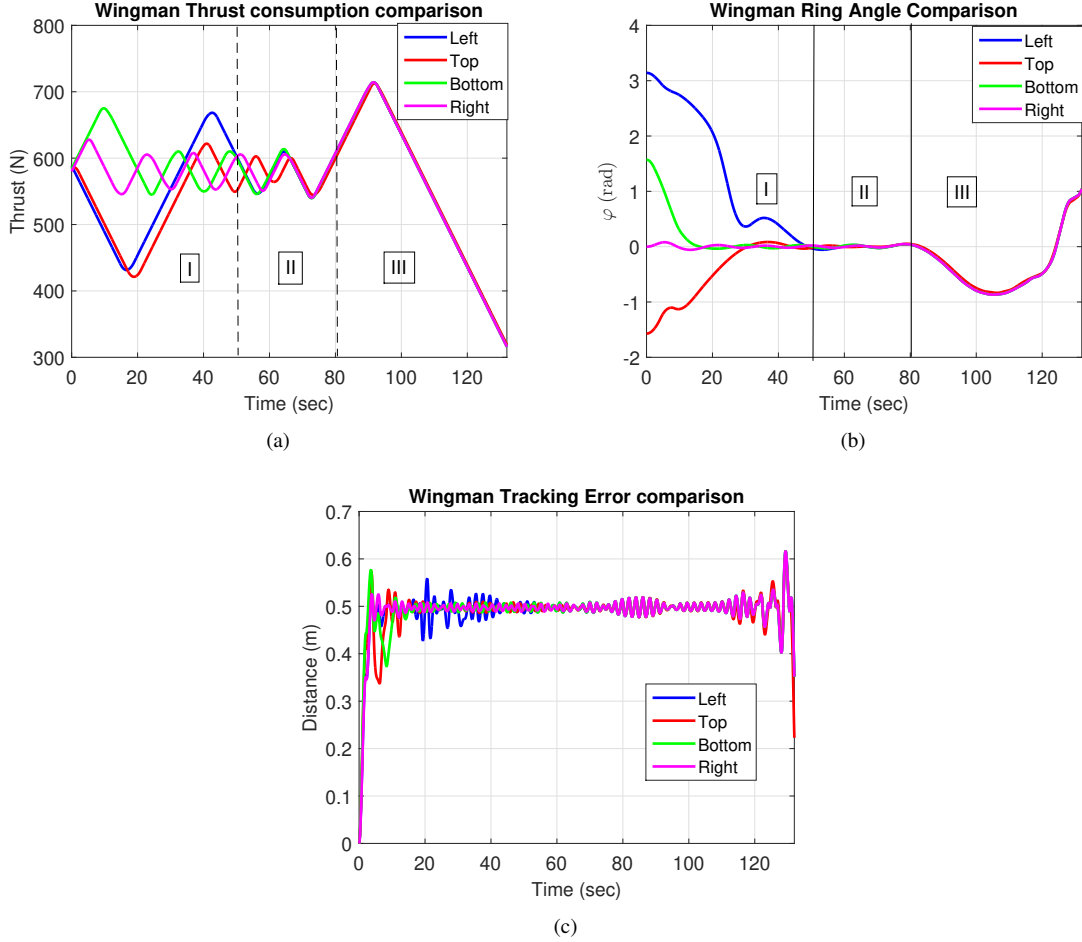 Wingman Thrust consumption comparison
800
700
600
500
400
300
Thrust (N)
0 20 40 60 80 100 120
Time (sec)
Left
Top
Bottom
Right
I
II
III
(a)
Wingman Ring Angle Comparison
4
3
2
1
0
-1
-2
φ (rad)
0 20 40 60 80 100 120
Time (sec)
Left
Top
Bottom
Right
I
II
III
(b)
Wingman Tracking Error comparison
0.7
0.6
0.5
0.4
0.3
0.2
0.1
0
Distance (m)
0 20 40 60 80 100 120
Time (sec)
Left
Top
Bottom
Right
(c)